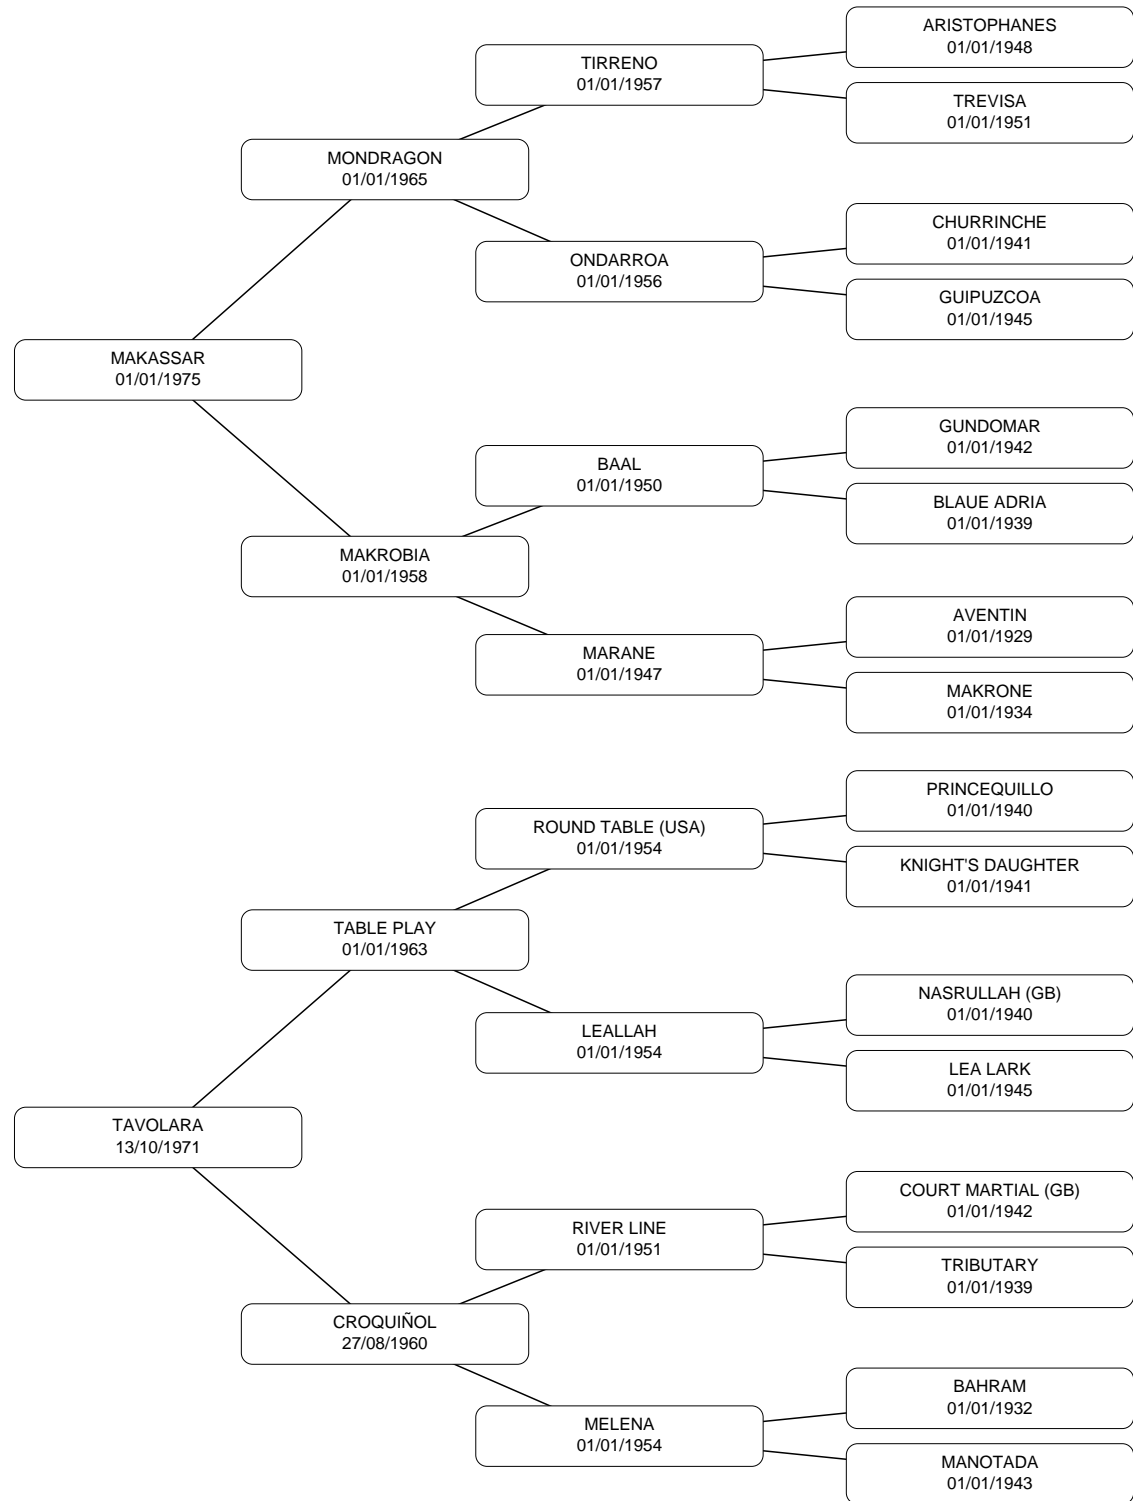 ARISTOPHANES
01/01/1948
TIRRENO
01/01/1957
TREVISA
01/01/1951
MONDRAGON
01/01/1965
CHURRINCHE
01/01/1941
ONDARROA
01/01/1956
GUIPUZCOA
01/01/1945
MAKASSAR
01/01/1975
GUNDOMAR
01/01/1942
BAAL
01/01/1950
BLAUE ADRIA
01/01/1939
MAKROBIA
01/01/1958
AVENTIN
01/01/1929
MARANE
01/01/1947
MAKRONE
01/01/1934
PRINCEQUILLO
01/01/1940
ROUND TABLE (USA)
01/01/1954
KNIGHT'S DAUGHTER
01/01/1941
TABLE PLAY
01/01/1963
NASRULLAH (GB)
01/01/1940
LEALLAH
01/01/1954
LEA LARK
01/01/1945
TAVOLARA
13/10/1971
COURT MARTIAL (GB)
01/01/1942
RIVER LINE
01/01/1951
TRIBUTARY
01/01/1939
CROQUIÑOL
27/08/1960
BAHRAM
01/01/1932
MELENA
01/01/1954
MANOTADA
01/01/1943